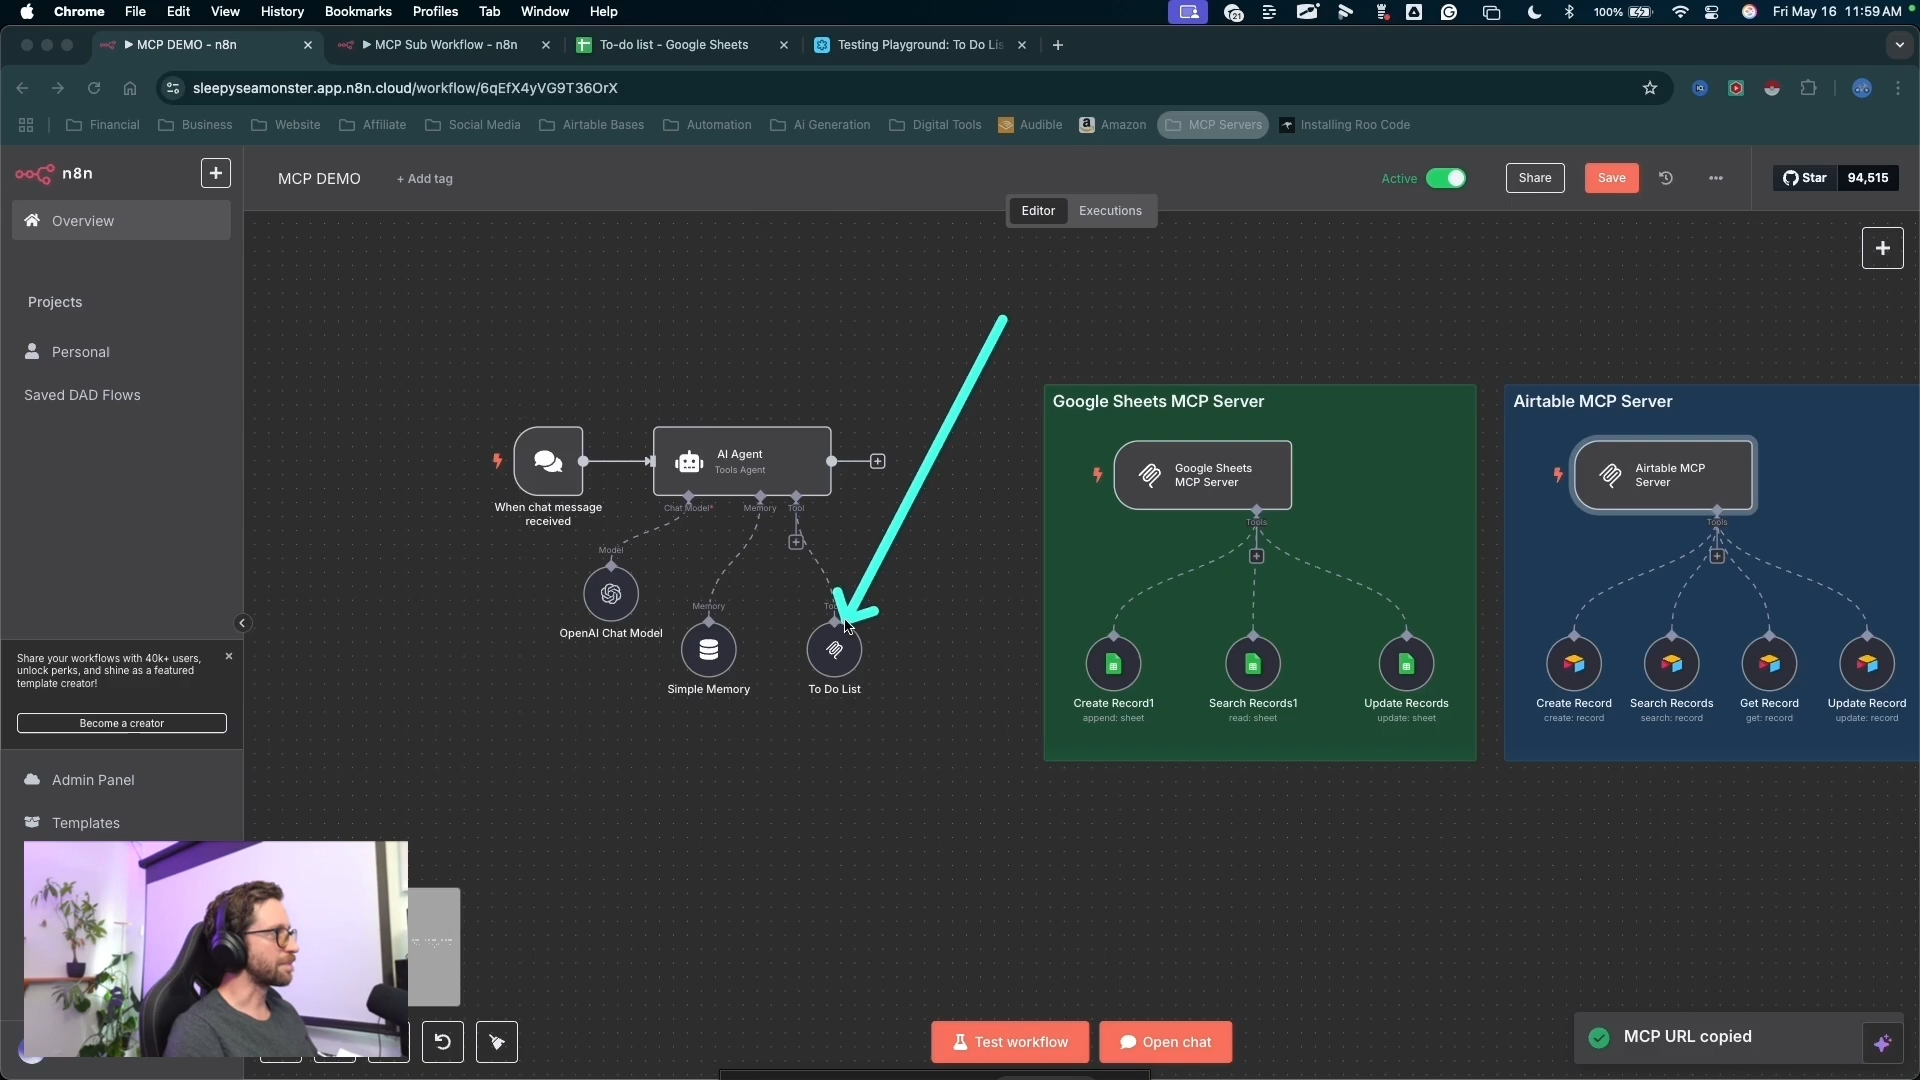 Chrome File Edit View History Bookmarks Profiles Tab Window Help
21
100% Fri May 16 11:59 AM
MCP DEMO - n8n
MCP Sub Workflow - n8n
To-do list - Google Sheets
Testing Playground: To Do Lis
sleepyseamonster.app.n8n.cloud/workflow/6qEfX4yVG9T36OrX
Financial Business Website Affiliate Social Media Airtable Bases Automation Ai Generation Digital Tools Audible Amazon MCP Servers Installing Roo Code
n8n
MCP DEMO
+ Add tag
Active
Share
Save
Star 94,515
Editor Executions
Overview
Projects
Personal
Saved DAD Flows
Share your workflows with 40k+ users,
unlock perks, and shine as a featured
template creator!
Become a creator
Admin Panel
Templates
When chat message
received
AI Agent
Tools Agent
Chat Model*
Memory
Tool
Model
OpenAI Chat Model
Memory
Simple Memory
To Do List
Google Sheets MCP Server
Google Sheets
MCP Server
Tools
Create Record1
append: sheet
Search Records1
read: sheet
Update Records
update: sheet
Airtable MCP Server
Airtable MCP
Server
Tools
Create Record
create: record
Search Records
search: record
Get Record
get: record
Update Record
update: record
Test workflow
Open chat
MCP URL copied